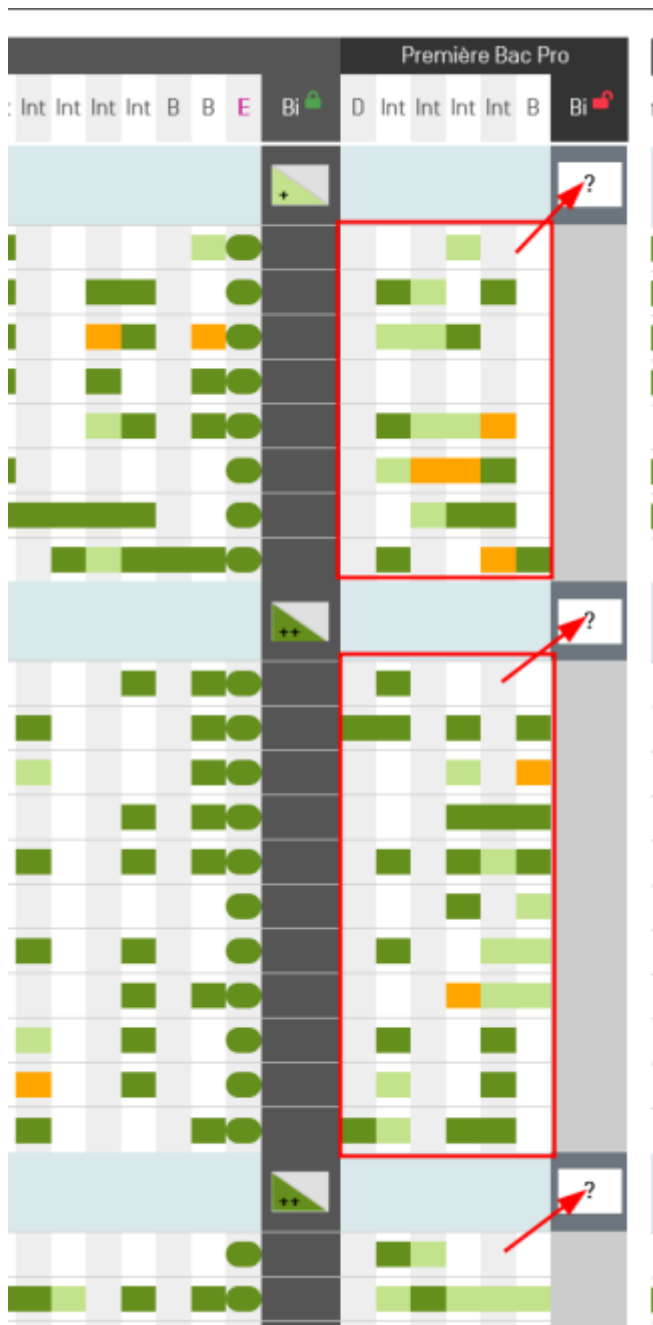 Première Bac Pro
Int Int Int Int B B E Bi D Int Int Int Int B Bi
+ ?
++ ?
++ ?